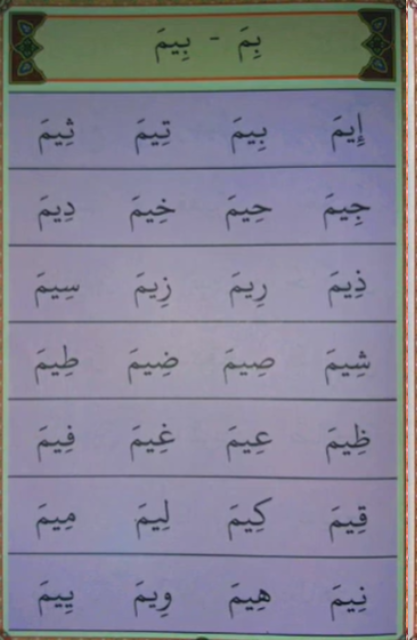 بِمَ - بِيمَ
إِيمَ بِيمَ تِيمَ ثِيمَ
جِيمَ حِيمَ خِيمَ دِيمَ
ذِيمَ رِيمَ زِيمَ سِيمَ
شِيمَ صِيمَ ضِيمَ طِيمَ
ظِيمَ عِيمَ غِيمَ فِيمَ
قِيمَ كِيمَ لِيمَ مِيمَ
نِيمَ هِيمَ وِيمَ يِيمَ